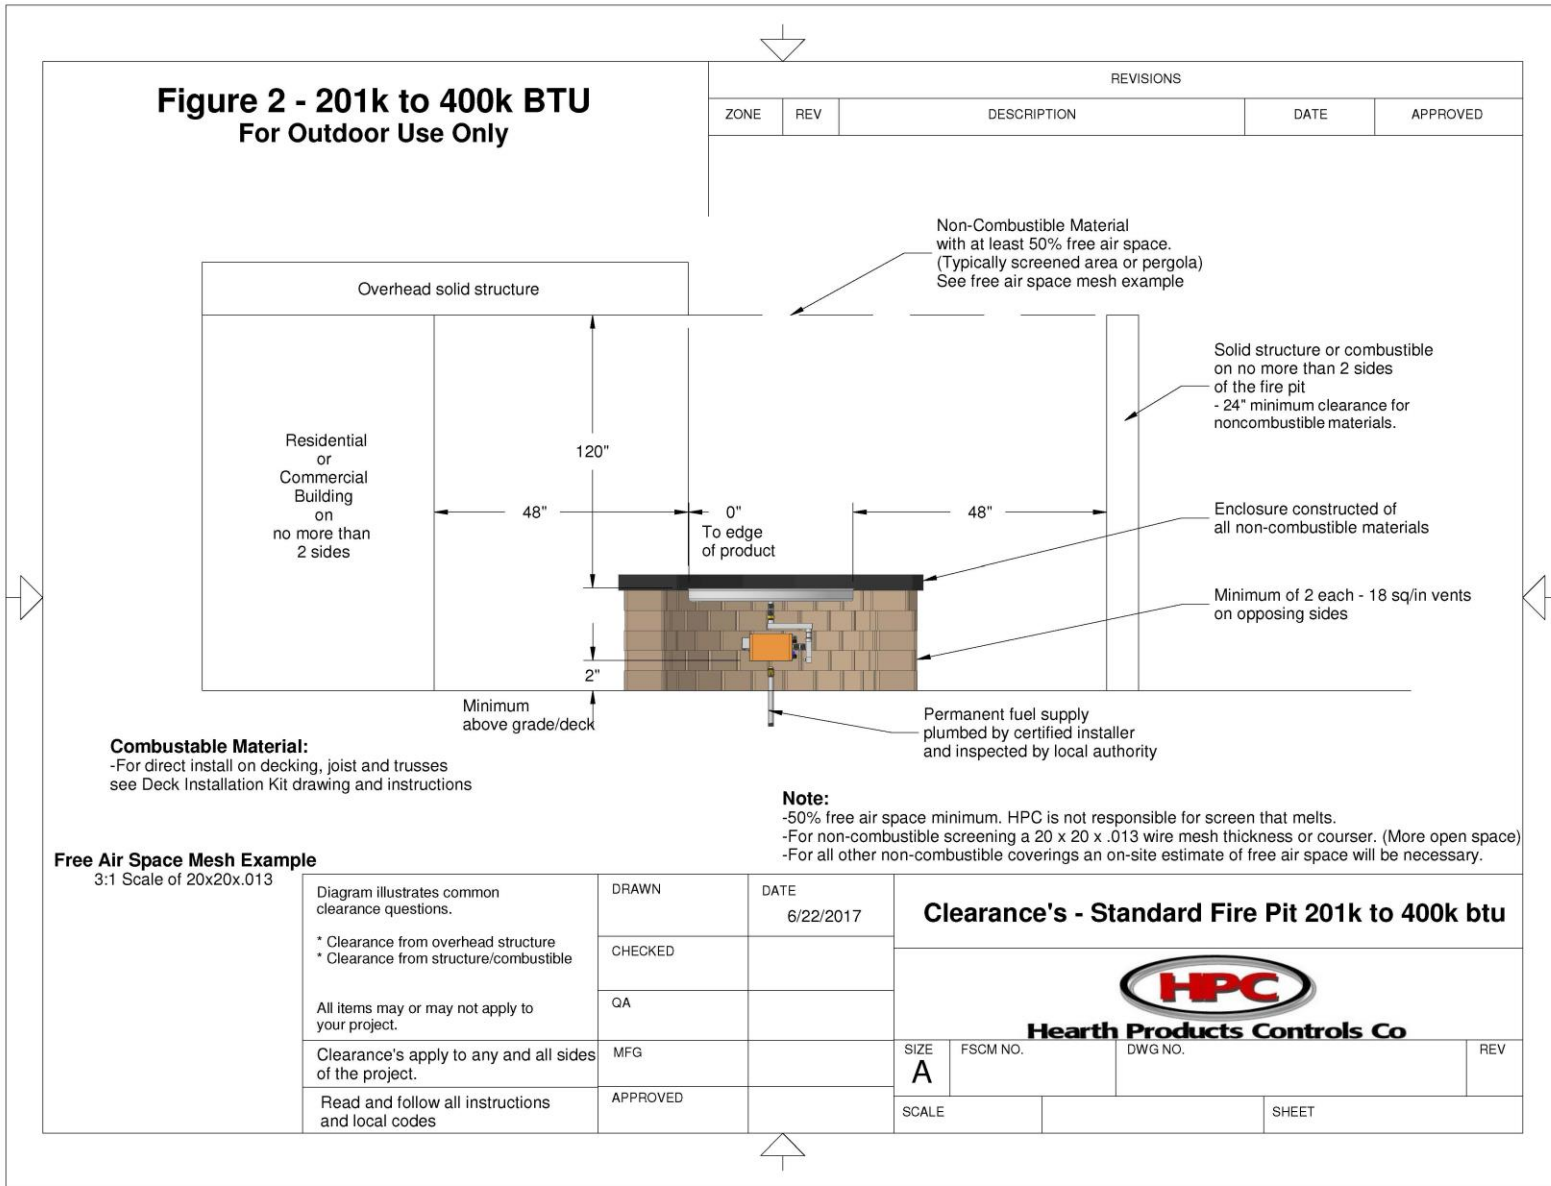 Figure 2 - 201k to 400k BTU
For Outdoor Use Only
REVISIONS
ZONE
REV
DESCRIPTION
DATE
APPROVED
Non-Combustible Material
with at least 50% free air space.
(Typically screened area or pergola)
See free air space mesh example
Overhead solid structure
Solid structure or combustible
on no more than 2 sides
of the fire pit
- 24" minimum clearance for
noncombustible materials.
Residential
or
Commercial
Building
on
no more than
2 sides
120"
48"
0"
To edge
of product
48"
Enclosure constructed of
all non-combustible materials
Minimum of 2 each - 18 sq/in vents
on opposing sides
2"
Minimum
above grade/deck
Permanent fuel supply
plumbed by certified installer
and inspected by local authority
Combustable Material:
-For direct install on decking, joist and trusses
see Deck Installation Kit drawing and instructions
Note:
-50% free air space minimum. HPC is not responsible for screen that melts.
-For non-combustible screening a 20 x 20 x .013 wire mesh thickness or courser. (More open space)
-For all other non-combustible coverings an on-site estimate of free air space will be necessary.
Free Air Space Mesh Example
3:1 Scale of 20x20x.013
Diagram illustrates common
clearance questions.
* Clearance from overhead structure
* Clearance from structure/combustible
All items may or may not apply to
your project.
Clearance's apply to any and all sides
of the project.
Read and follow all instructions
and local codes
DRAWN
DATE
6/22/2017
CHECKED
QA
MFG
APPROVED
Clearance's - Standard Fire Pit 201k to 400k btu
HPC
Hearth Products Controls Co
SIZE
A
FSCM NO.
DWG NO.
REV
SCALE
SHEET